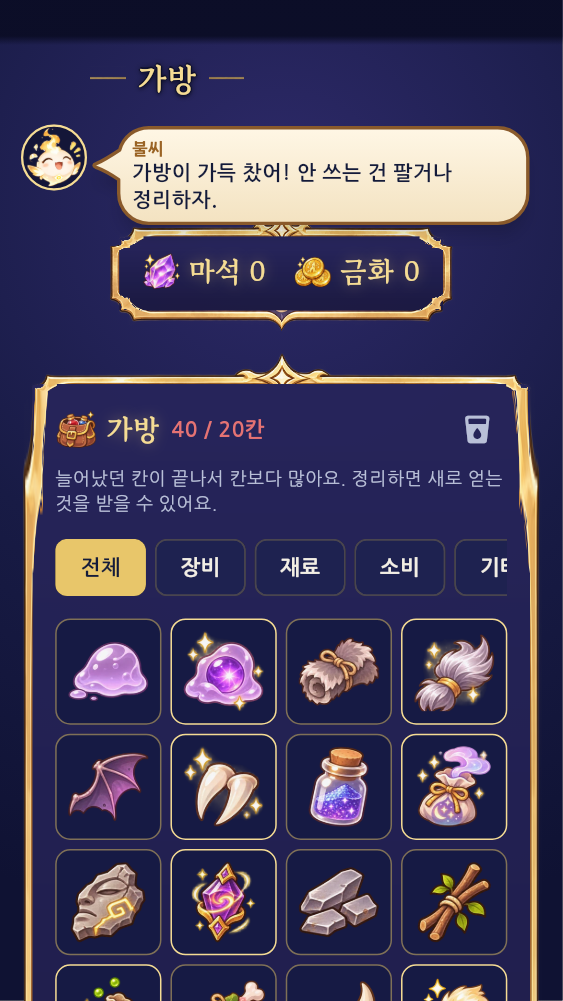 가방
불씨
가방이 가득 찼어! 안 쓰는 건 팔거나
정리하자.
마석 0 금화 0
가방 40 / 20칸
늘어났던 칸이 끝나서 칸보다 많아요. 정리하면 새로 얻는
것을 받을 수 있어요.
전체 장비 재료 소비